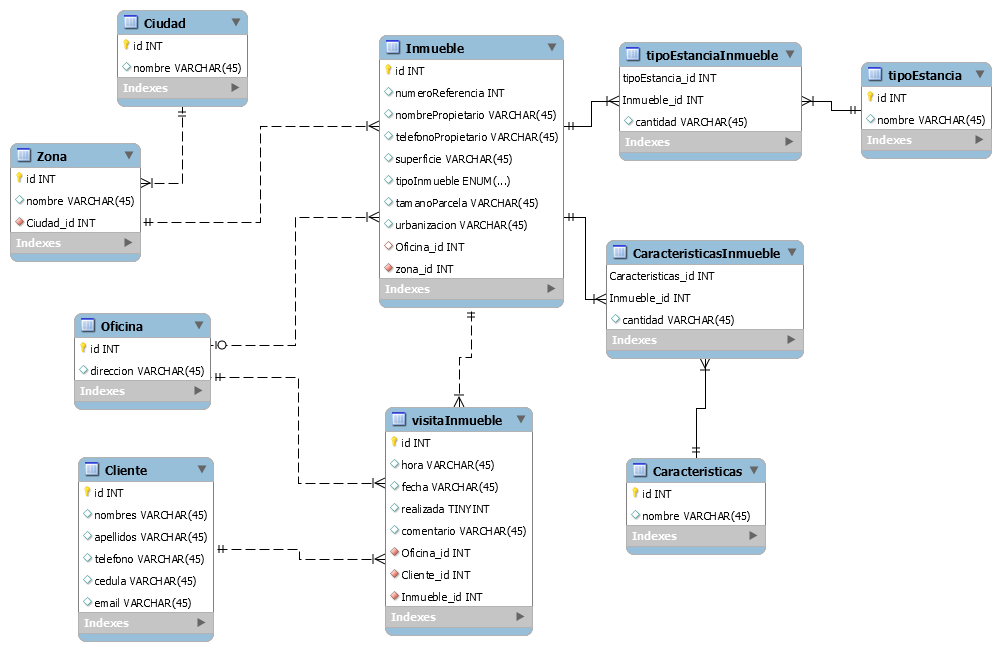 Ciudad
id INT
nombre VARCHAR(45)
Indexes
Zona
id INT
nombre VARCHAR(45)
Ciudad_id INT
Indexes
Inmueble
id INT
numeroReferencia INT
nombrePropietario VARCHAR(45)
telefonoPropietario VARCHAR(45)
superficie VARCHAR(45)
tipoInmueble ENUM(...)
tamanoParcela VARCHAR(45)
urbanizacion VARCHAR(45)
Oficina_id INT
zona_id INT
Indexes
tipoEstanciaInmueble
tipoEstancia_id INT
Inmueble_id INT
cantidad VARCHAR(45)
Indexes
tipoEstancia
id INT
nombre VARCHAR(45)
Indexes
CaracteristicasInmueble
Caracteristicas_id INT
Inmueble_id INT
cantidad VARCHAR(45)
Indexes
Oficina
id INT
direccion VARCHAR(45)
Indexes
visitaInmueble
id INT
hora VARCHAR(45)
fecha VARCHAR(45)
realizada TINYINT
comentario VARCHAR(45)
Oficina_id INT
Cliente_id INT
Inmueble_id INT
Indexes
Cliente
id INT
nombres VARCHAR(45)
apellidos VARCHAR(45)
telefono VARCHAR(45)
cedula VARCHAR(45)
email VARCHAR(45)
Indexes
Caracteristicas
id INT
nombre VARCHAR(45)
Indexes